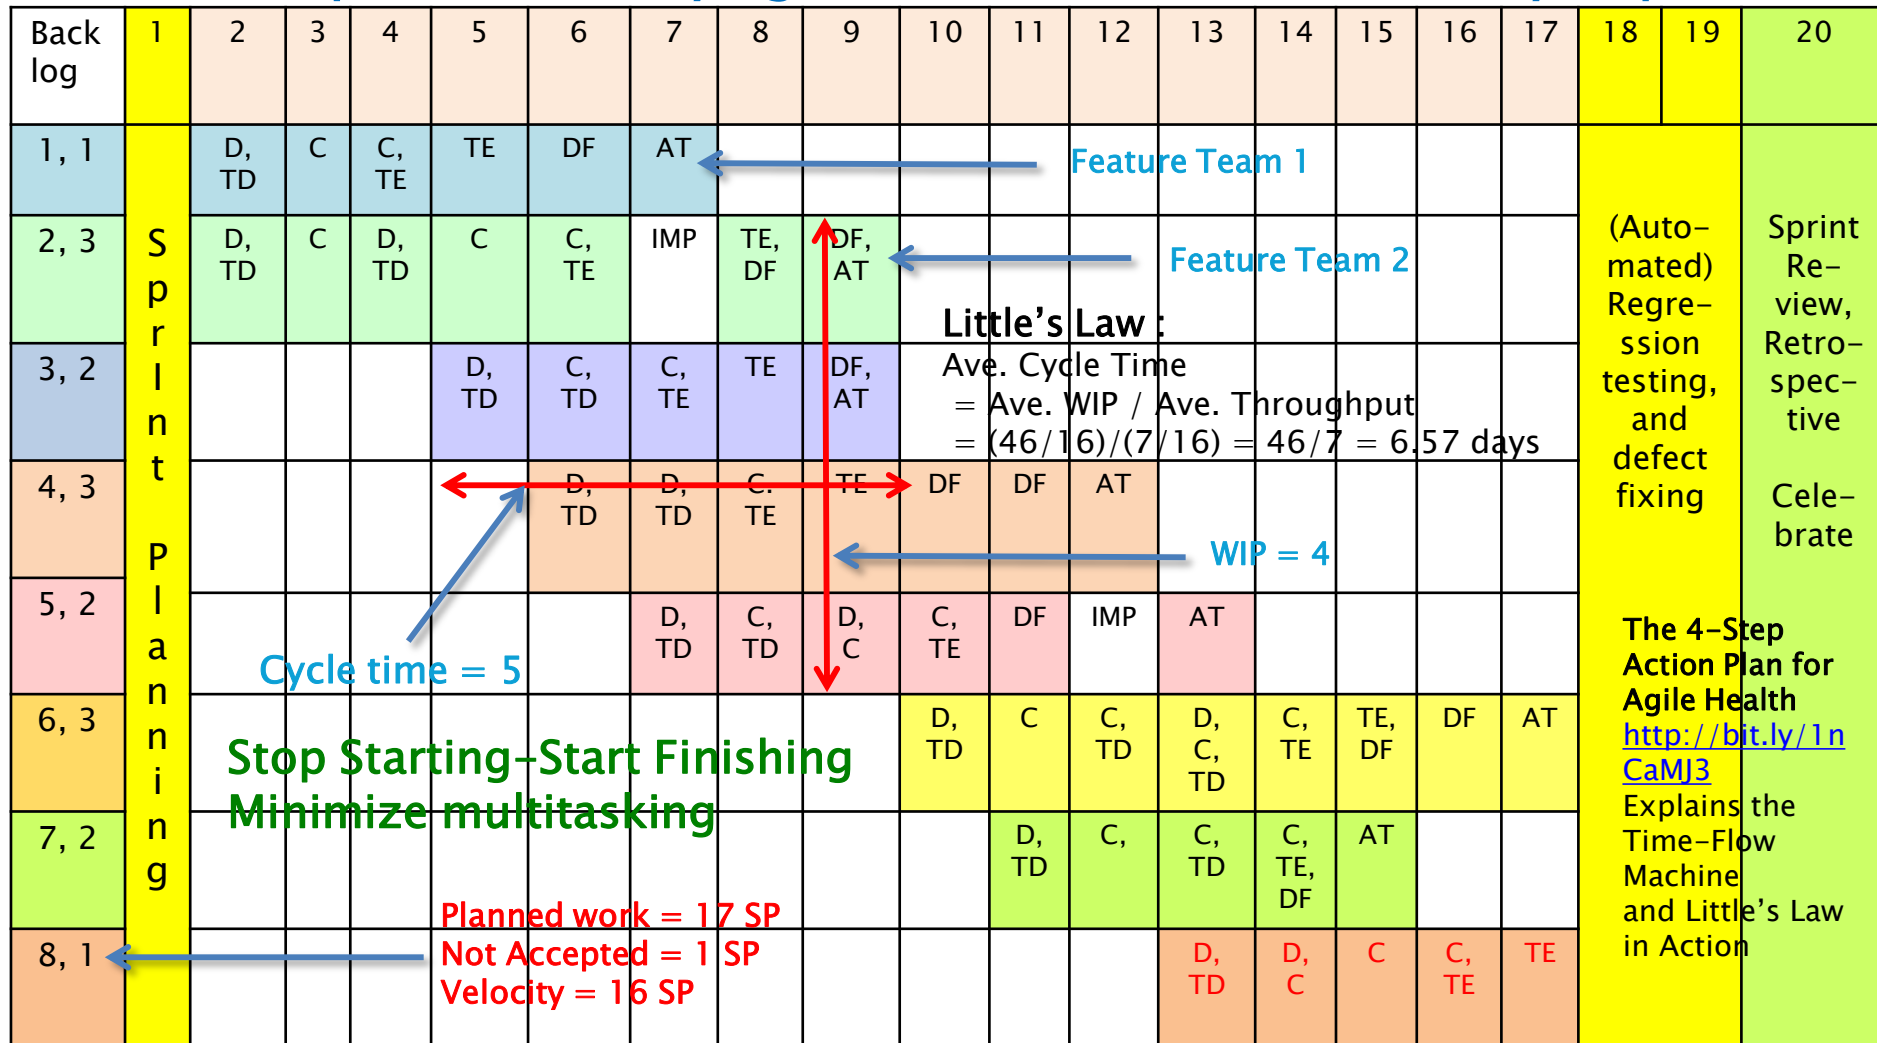 Back
log
1
2
3
4
5
6
7
8
9
10
11
12
13
14
15
16
17
18
19
20
1, 1
D,
TD
C
C,
TE
TE
DF
AT
Feature Team 1
2, 3
D,
TD
C
D,
TD
C
C,
TE
IMP
TE,
DF
DF,
AT
Feature Team 2
Little's Law :
Ave. Cycle Time
= Ave. WIP / Ave. Throughput
= (46/16)/(7/16) = 46/7 = 6.57 days
3, 2
D,
TD
C,
TD
C,
TE
TE
DF,
AT
4, 3
D,
TD
D,
TD
C.
TE
TE
DF
DF
AT
WIP = 4
5, 2
D,
TD
C,
TD
D,
C
C,
TE
DF
IMP
AT
Cycle time = 5
6, 3
D,
TD
C
C,
TD
D,
C,
TD
C,
TE
TE,
DF
DF
AT
Stop Starting-Start Finishing
Minimize multitasking
7, 2
D,
TD
C,
C,
TD
C,
TE,
DF
AT
Planned work = 17 SP
Not Accepted = 1 SP
Velocity = 16 SP
8, 1
D,
TD
D,
C
C
C,
TE
TE
SprInt Planning
(Auto-
mated)
Regre-
ssion
testing,
and
defect
fixing
Sprint
Re-
view,
Retro-
spec-
tive
Cele-
brate
The 4-Step
Action Plan for
Agile Health
http://bit.ly/1n
CaMJ3
Explains the
Time-Flow
Machine
and Little's Law
in Action